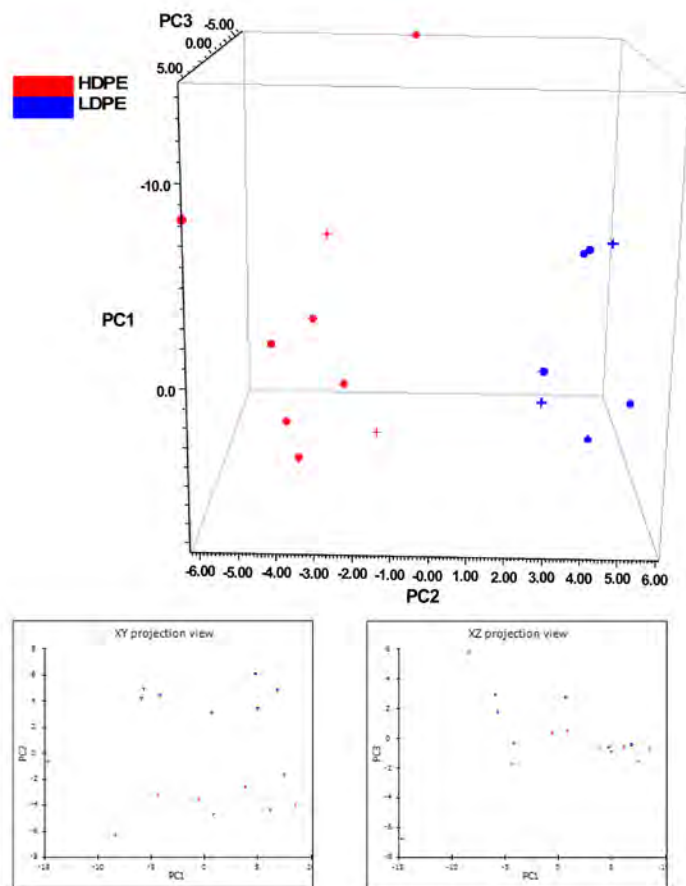 PC3
-5.00
0.00
5.00
HDPE
LDPE
-10.0
PC1
0.0
-6.00 -5.00 -4.00 -3.00 -2.00 -1.00 -0.00 1.00 2.00 3.00 4.00 5.00 6.00
PC2
XY projection view
PC2
PC1
XZ projection view
PC3
PC1